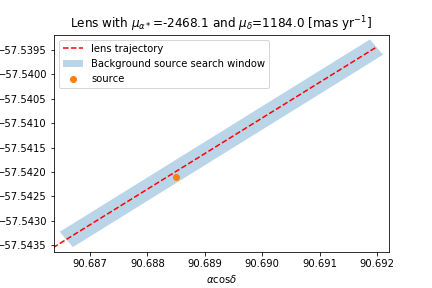 Lens with μ_{α*}=-2468.1 and μ_δ=1184.0 [mas yr⁻¹]
lens trajectory
Background source search window
source
-57.5395
-57.5400
-57.5405
-57.5410
-57.5415
-57.5420
-57.5425
-57.5430
-57.5435
90.687 90.688 90.689 90.690 90.691 90.692
αcosδ